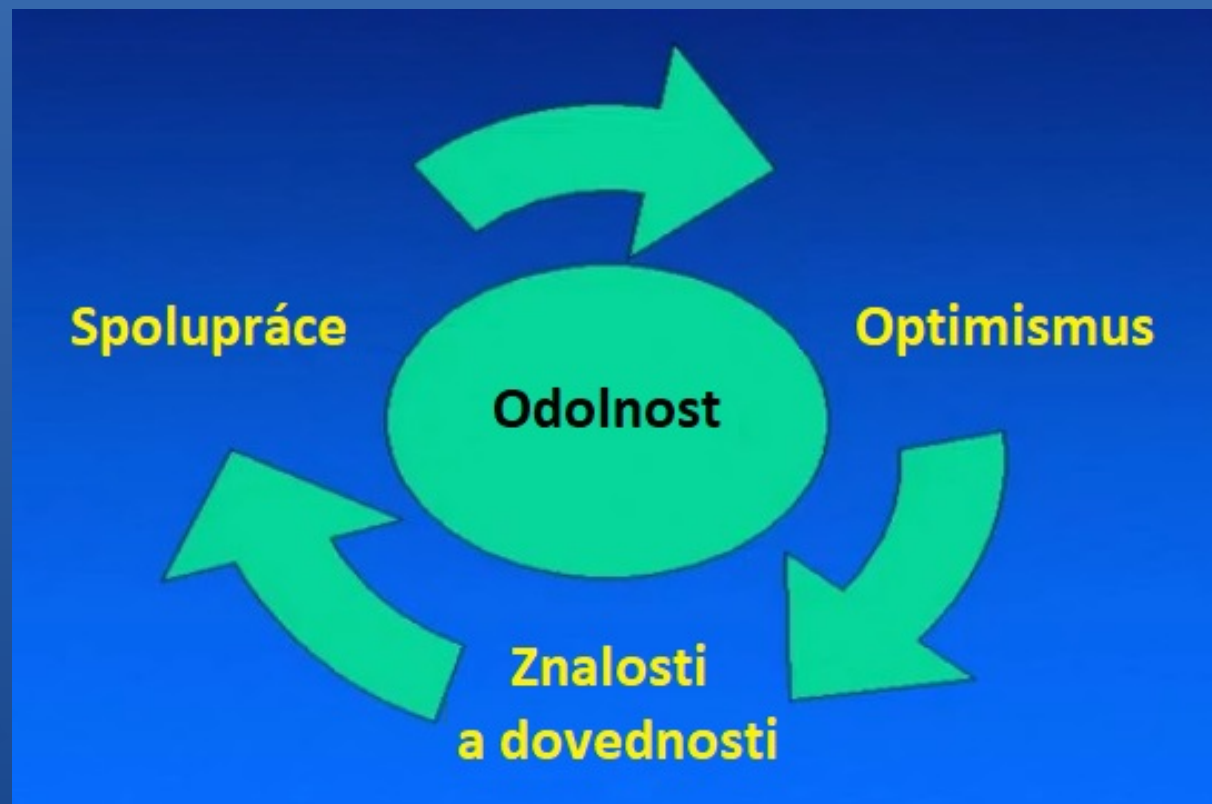 Spolupráce
Optimismus
Odolnost
Znalosti
a dovednosti